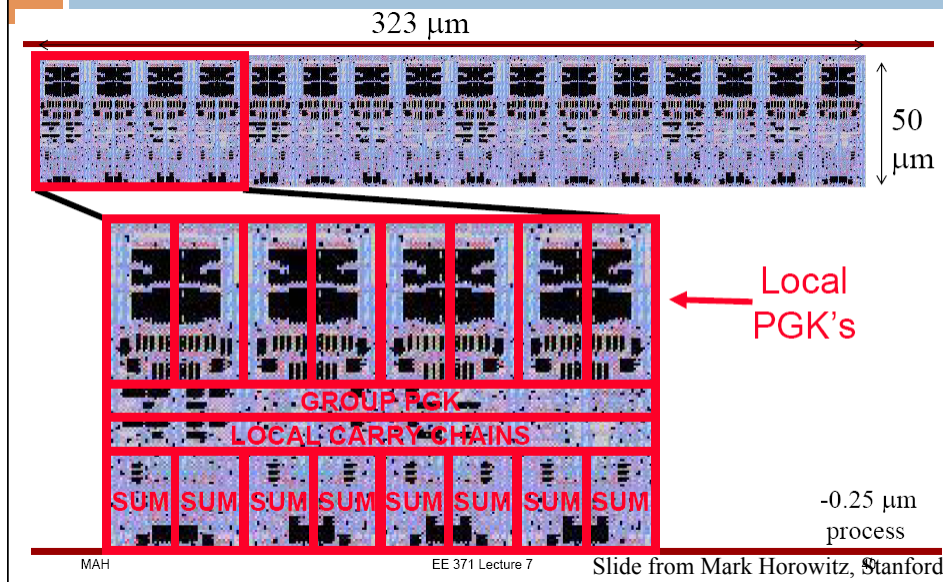 323 μm
50
μm
Local
PGK's
GROUP PGK
LOCAL CARRY CHAINS
SUM SUM SUM SUM SUM SUM SUM SUM
-0.25 μm
process
MAH
EE 371 Lecture 7
Slide from Mark Horowitz, Stanford